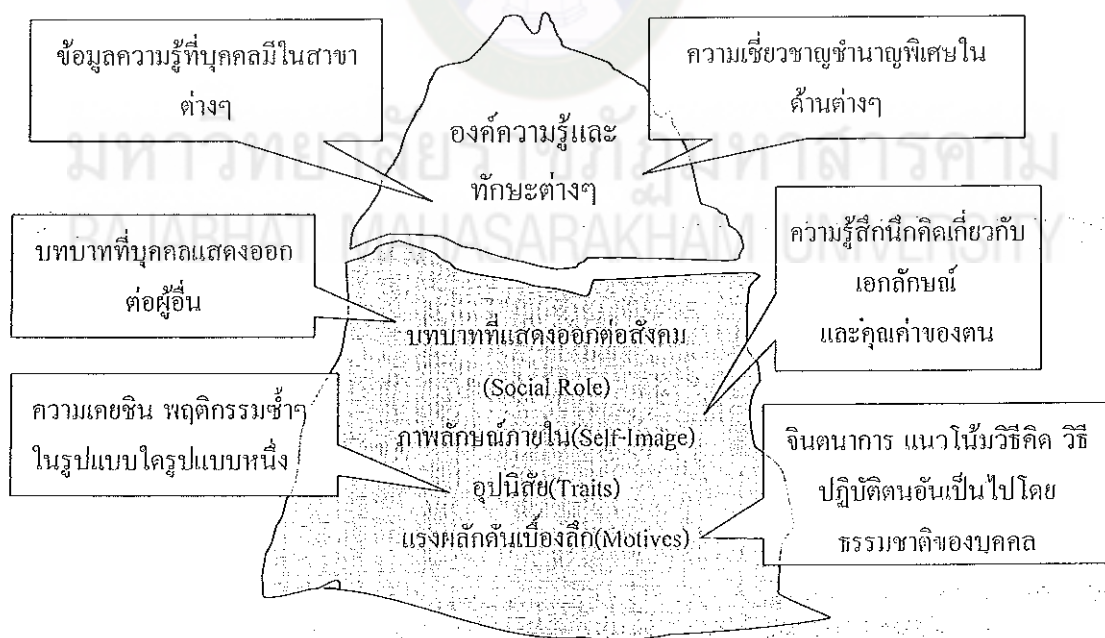 ข้อมูลความรู้ที่บุคคลมีในสาขา
ต่างๆ
ความเชี่ยวชาญชำนาญพิเศษใน
ด้านต่างๆ
องค์ความรู้และ
ทักษะต่างๆ
มหาวิทยาลัยราชภัฏมหาสารคาม
RAJABHAT MAHASARAKHAM UNIVERSITY
บทบาทที่บุคคลแสดงออก
ต่อผู้อื่น
ความรู้สึกนึกคิดเกี่ยวกับ
เอกลักษณ์
และคุณค่าของตน
บทบาทที่แสดงออกต่อสังคม
(Social Role)
ภาพลักษณ์ภายใน(Self-Image)
อุปนิสัย(Traits)
แรงผลักดันเบื้องลึก(Motives)
ความเคยชิน พฤติกรรมซ้ำๆ
ในรูปแบบใดรูปแบบหนึ่ง
จินตนาการ แนวโน้มวิธีคิด วิธี
ปฏิบัติตนอันเป็นไปโดย
ธรรมชาติของบุคคล